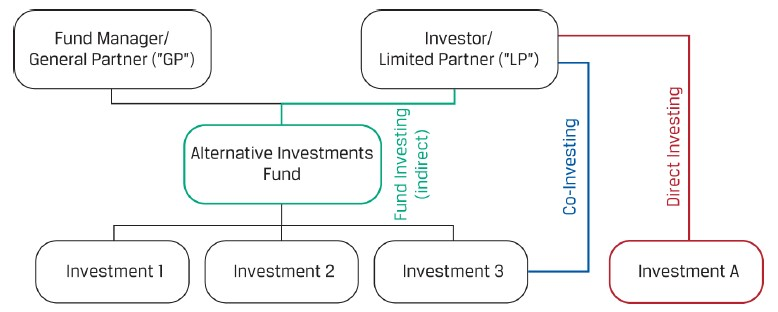 Fund Manager/
General Partner ("GP")
Investor/
Limited Partner ("LP")
Alternative Investments
Fund
Fund Investing
(indirect)
Co-Investing
Direct Investing
Investment 1
Investment 2
Investment 3
Investment A